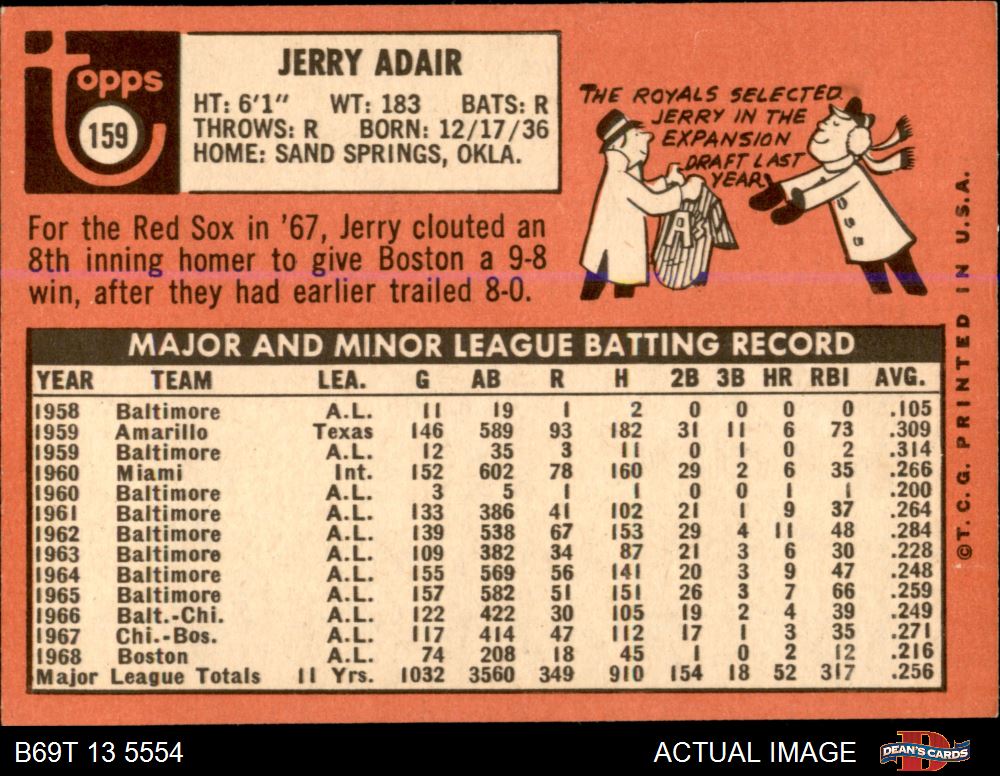 Topps
159
JERRY ADAIR
HT: 6'1" WT: 183 BATS: R
THROWS: R BORN: 12/17/36
HOME: SAND SPRINGS, OKLA.
THE ROYALS SELECTED
JERRY IN THE
EXPANSION
DRAFT LAST
YEAR
For the Red Sox in '67, Jerry clouted an
8th inning homer to give Boston a 9-8
win, after they had earlier trailed 8-0.
MAJOR AND MINOR LEAGUE BATTING RECORD
YEAR TEAM LEA. G AB R H 2B 3B HR RBI AVG.
1958 Baltimore A.L. 11 19 1 2 0 0 0 0 .105
1959 Amarillo Texas 146 589 93 182 31 11 6 73 .309
1959 Baltimore A.L. 12 35 3 11 0 1 0 2 .314
1960 Miami Int. 152 602 78 160 29 2 6 35 .266
1960 Baltimore A.L. 3 5 1 1 0 0 1 1 .200
1961 Baltimore A.L. 133 386 41 102 21 1 9 37 .264
1962 Baltimore A.L. 139 538 67 153 29 4 11 48 .284
1963 Baltimore A.L. 109 382 34 87 21 3 6 30 .228
1964 Baltimore A.L. 155 569 56 141 20 3 9 47 .248
1965 Baltimore A.L. 157 582 51 151 26 3 7 66 .259
1966 Balt.-Chi. A.L. 122 422 30 105 19 2 4 39 .249
1967 Chi.-Bos. A.L. 117 414 47 112 17 1 3 35 .271
1968 Boston A.L. 74 208 18 45 1 0 2 12 .216
Major League Totals 11 Yrs. 1032 3560 349 910 154 18 52 317 .256
©T.C.G. PRINTED IN U.S.A.
B69T 13 5554
ACTUAL IMAGE
DEAN'S CARDS